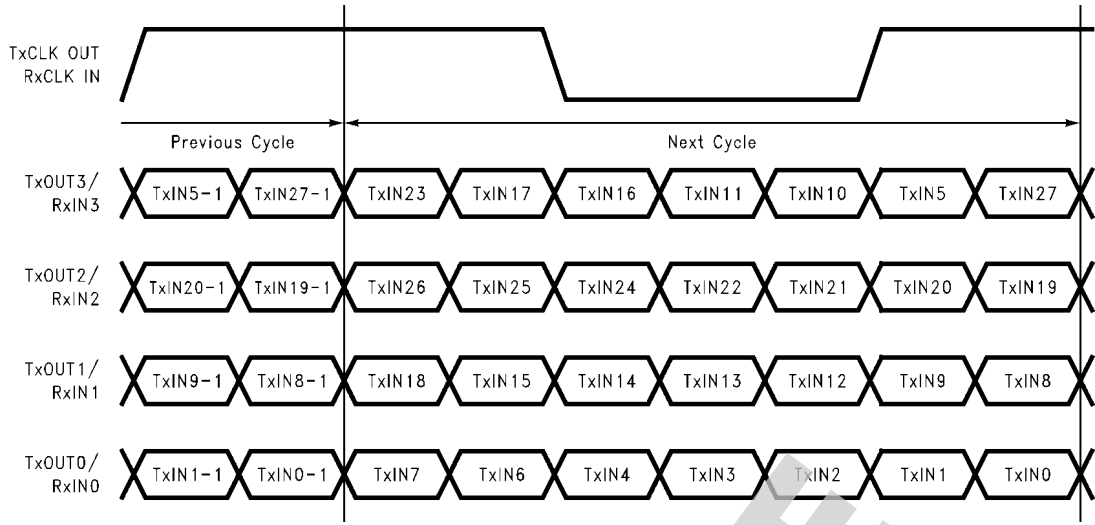 TxCLK OUT
RxCLK IN
Previous Cycle
Next Cycle
TxOUT3/
RxIN3
TxIN5-1 TxIN27-1 TxIN23 TxIN17 TxIN16 TxIN11 TxIN10 TxIN5 TxIN27
TxOUT2/
RxIN2
TxIN20-1 TxIN19-1 TxIN26 TxIN25 TxIN24 TxIN22 TxIN21 TxIN20 TxIN19
TxOUT1/
RxIN1
TxIN9-1 TxIN8-1 TxIN18 TxIN15 TxIN14 TxIN13 TxIN12 TxIN9 TxIN8
TxOUT0/
RxIN0
TxIN1-1 TxIN0-1 TxIN7 TxIN6 TxIN4 TxIN3 TxIN2 TxIN1 TxIN0